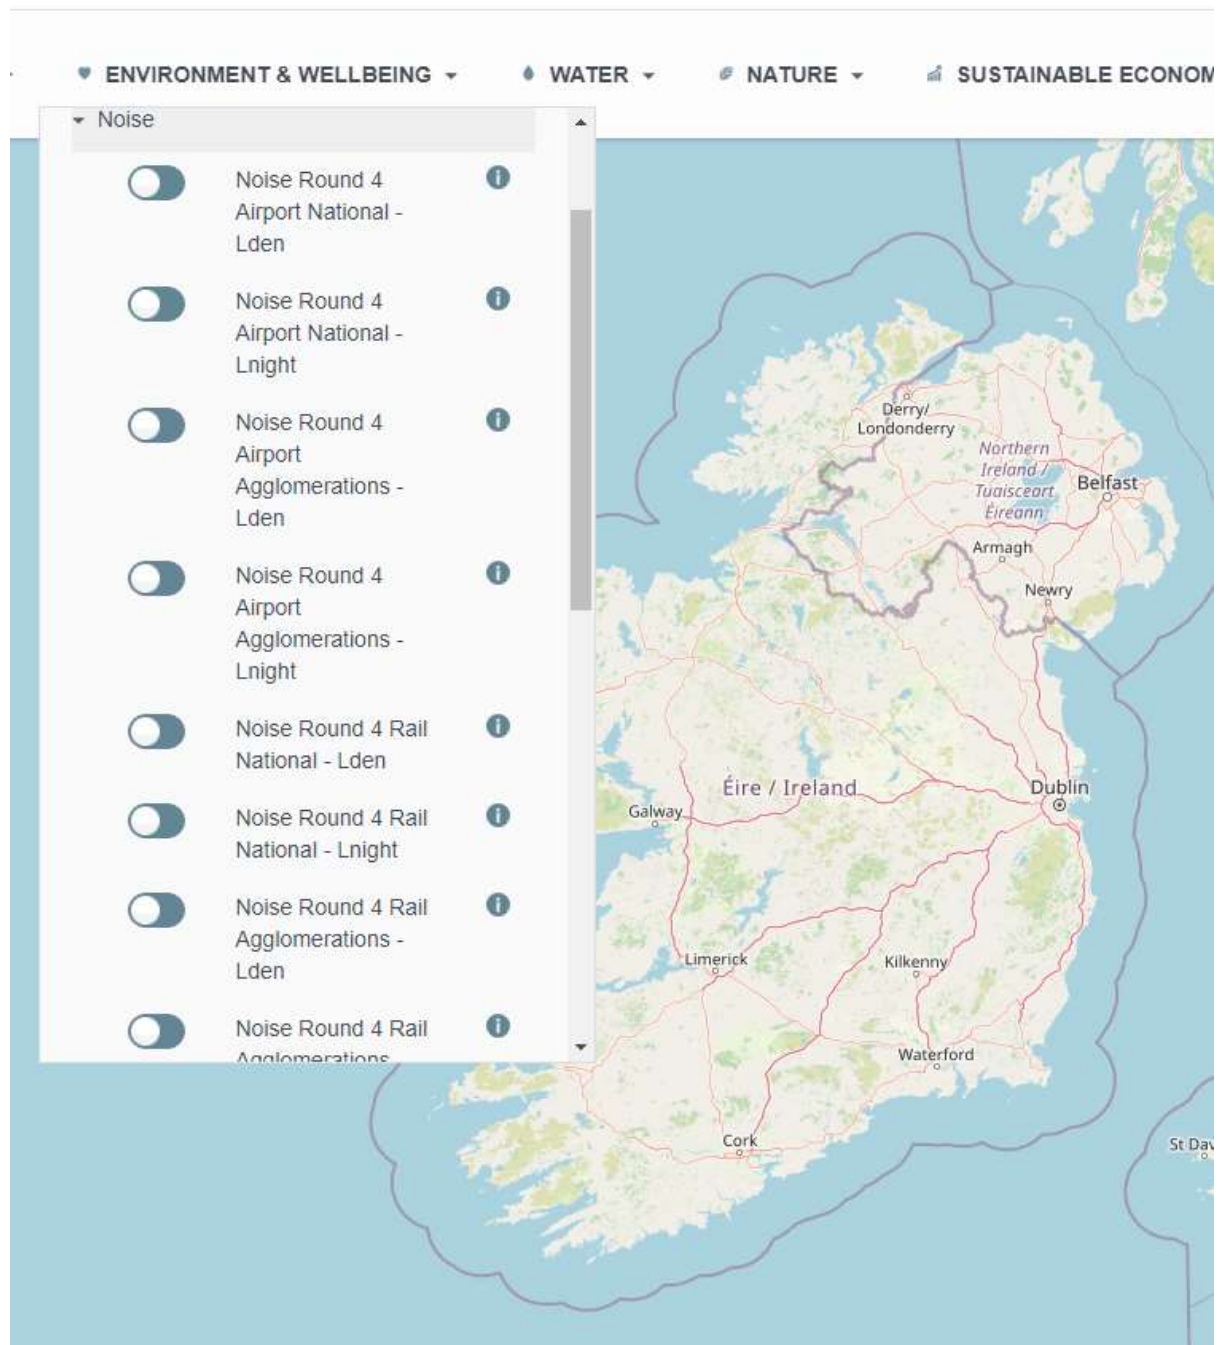 ENVIRONMENT & WELLBEING
WATER
NATURE
SUSTAINABLE ECONOM
Noise
Noise Round 4
Airport National -
Lden
Noise Round 4
Airport National -
Lnight
Noise Round 4
Airport
Agglomerations -
Lden
Noise Round 4
Airport
Agglomerations -
Lnight
Noise Round 4 Rail
National - Lden
Noise Round 4 Rail
National - Lnight
Noise Round 4 Rail
Agglomerations -
Lden
Noise Round 4 Rail
Agglomerations
Derry/
Londonderry
Northern
Ireland /
Tuaisceart
Éireann
Belfast
Armagh
Newry
Éire / Ireland
Dublin
Galway
Limerick
Kilkenny
Waterford
Cork
St Dav